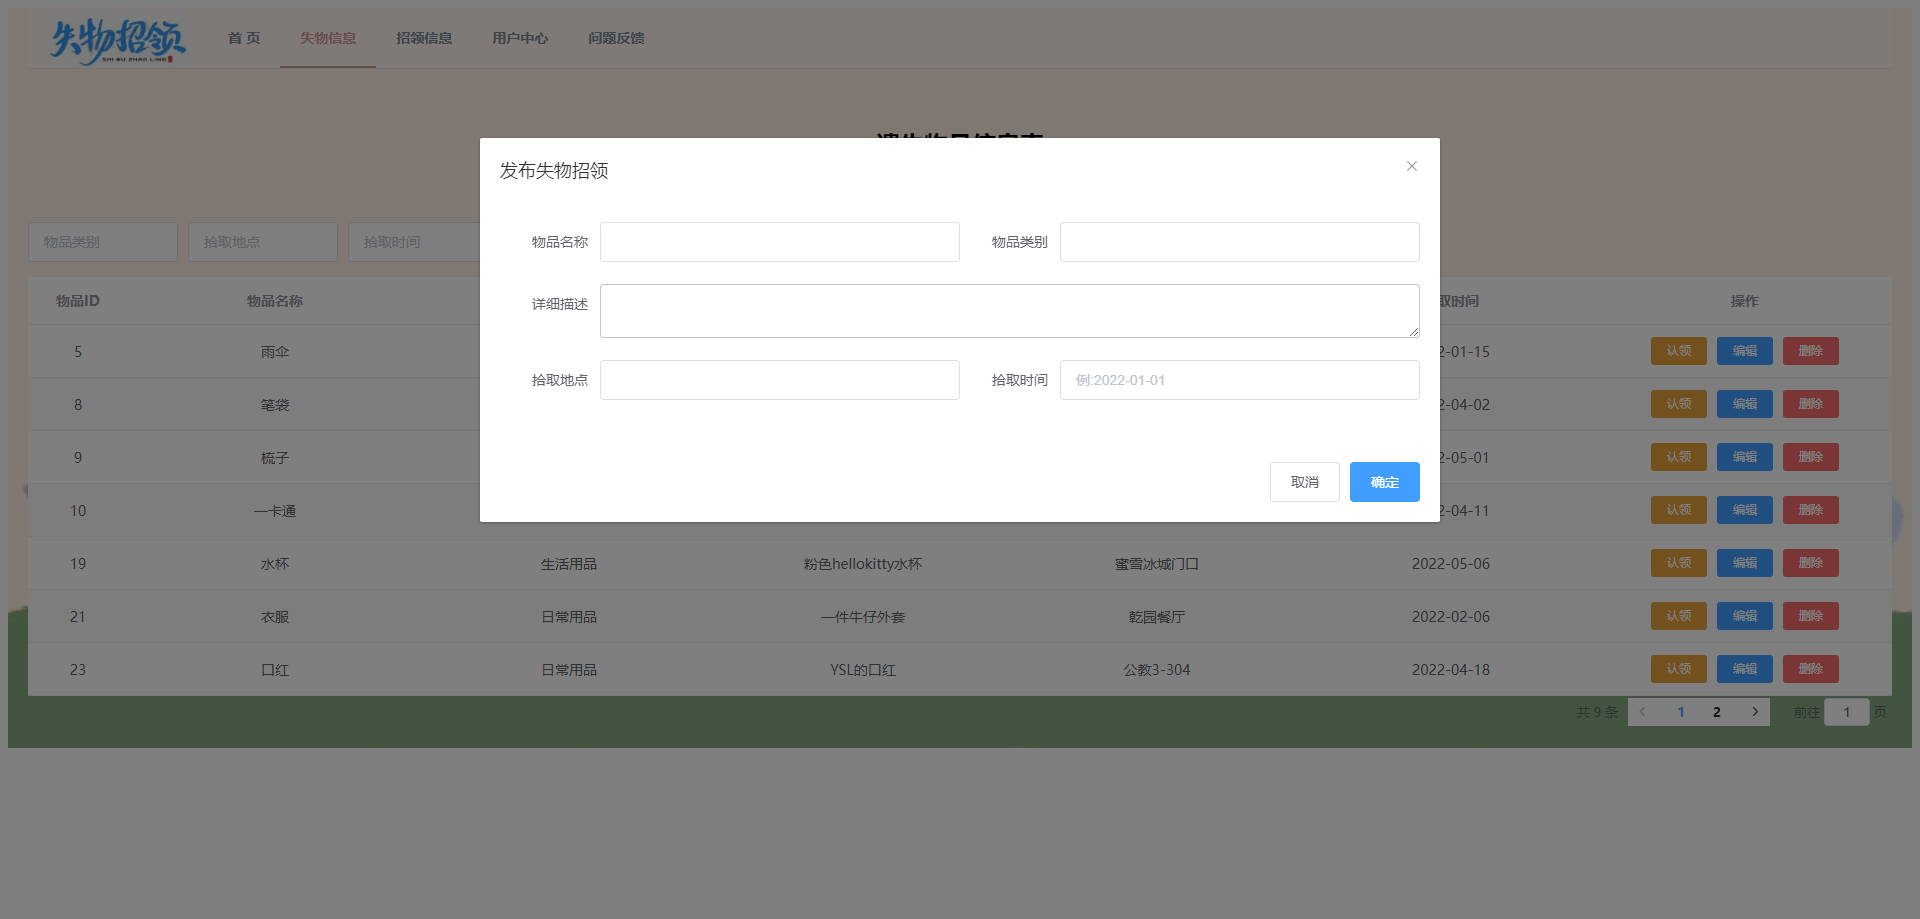 失物招领
SHI WU ZHAO LING
首 页 失物信息 招领信息 用户中心 问题反馈
发布失物招领
物品类别 拾取地点 拾取时间
物品名称 物品类别
详细描述
拾取地点 拾取时间 例:2022-01-01
取消 确定
物品ID 物品名称 取时间 操作
5 雨伞 2-01-15 认领 编辑 删除
8 笔袋 2-04-02 认领 编辑 删除
9 梳子 2-05-01 认领 编辑 删除
10 一卡通 2-04-11 认领 编辑 删除
19 水杯 生活用品 粉色hellokitty水杯 蜜雪冰城门口 2022-05-06 认领 编辑 删除
21 衣服 日常用品 一件牛仔外套 乾园餐厅 2022-02-06 认领 编辑 删除
23 口红 日常用品 YSL的口红 公教3-304 2022-04-18 认领 编辑 删除
共 9 条 1 2 前往 1 页